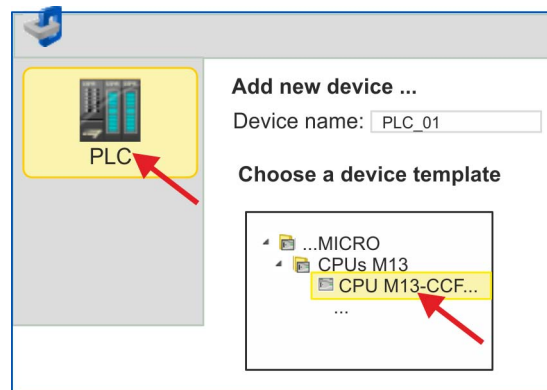 PLC
Add new device ...
Device name: PLC_01
Choose a device template
...MICRO
CPUs M13
CPU M13-CCF...
...